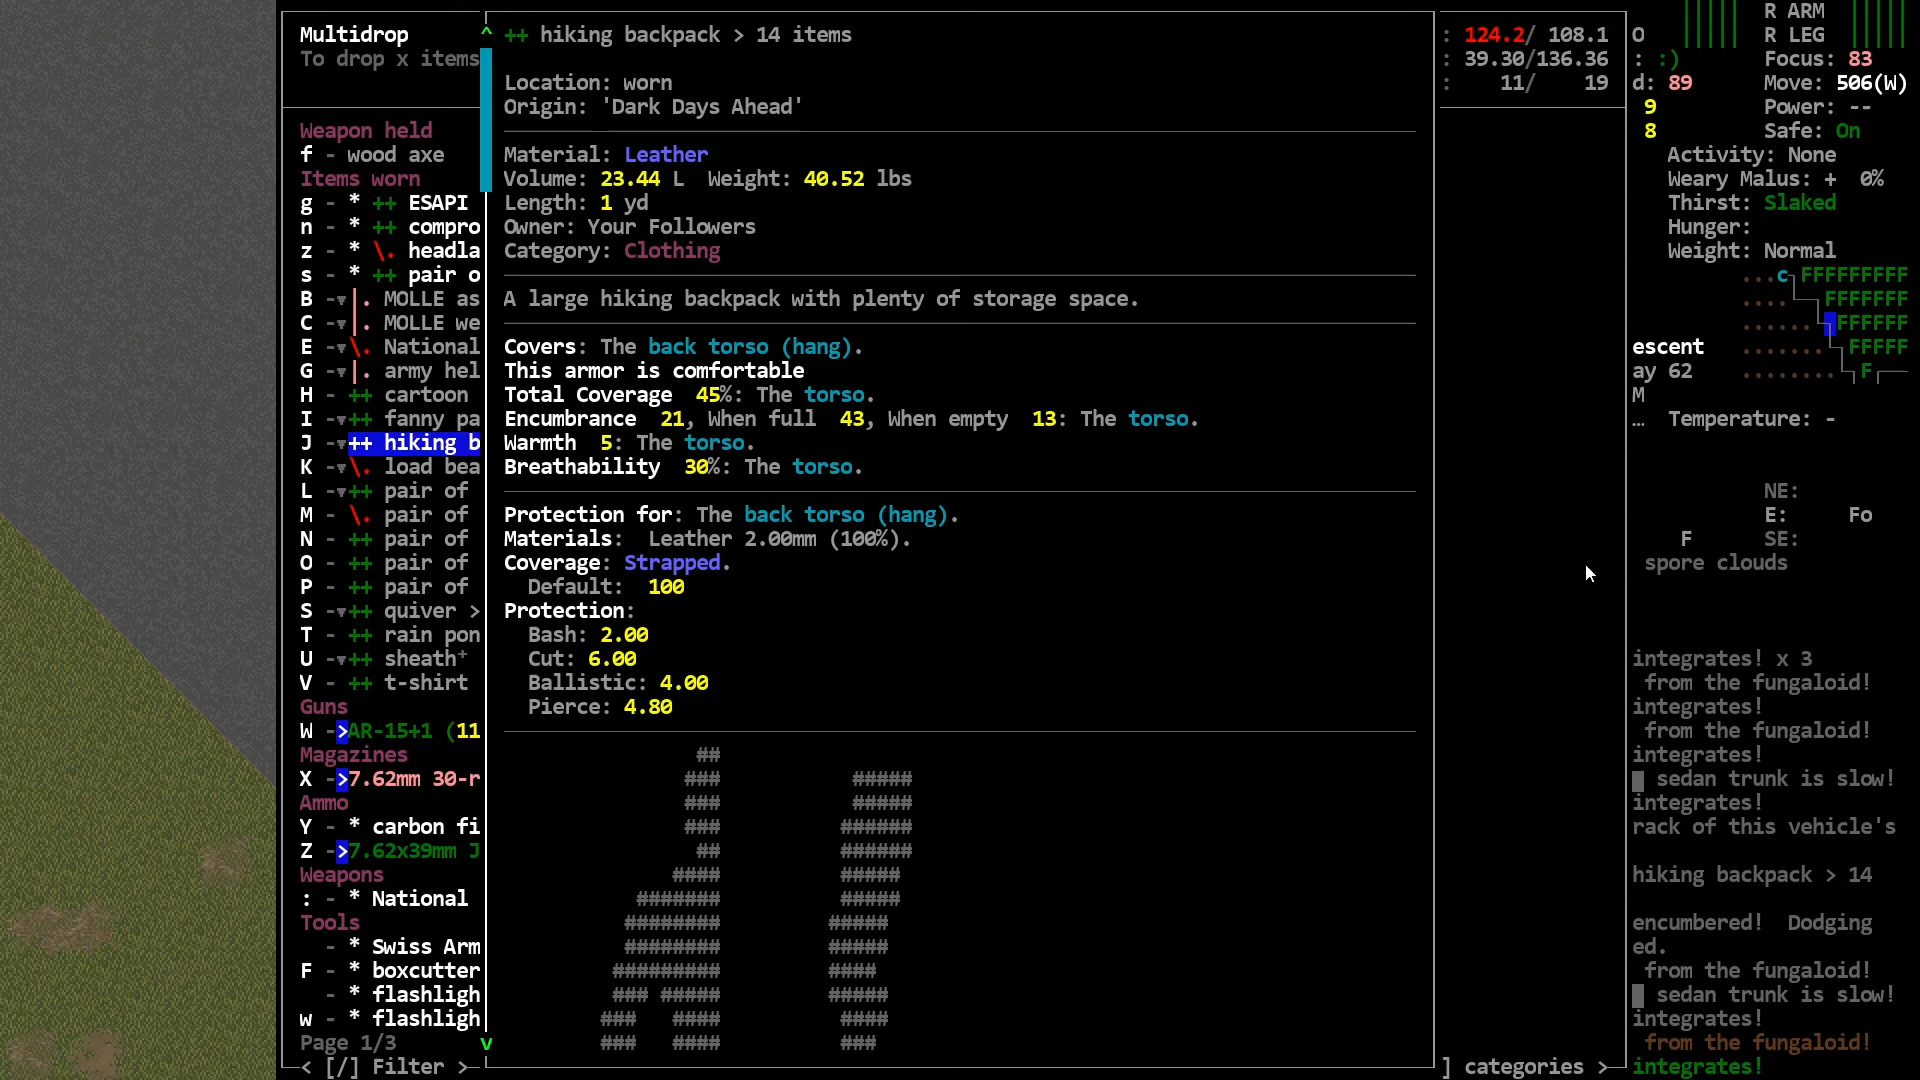 Multidrop
To drop x items
Weapon held
f - wood axe
Items worn
g - * ++ ESAPI
n - * ++ compro
z - * \. headla
s - * ++ pair o
B -▾|. MOLLE as
C -▾|. MOLLE we
E -▾\. National
G -▾|. army hel
H - ++ cartoon
I -▾++ fanny pa
J -▾++ hiking b
K -▾\. load bea
L -▾++ pair of
M - \. pair of
N - ++ pair of
O - ++ pair of
P - ++ pair of
S -▾++ quiver >
T - ++ rain pon
U -▾++ sheath+
V - ++ t-shirt
Guns
W ->AR-15+1 (11
Magazines
X ->7.62mm 30-r
Ammo
Y - * carbon fi
Z ->7.62x39mm J
Weapons
: - * National
Tools
- * Swiss Arm
F - * boxcutter
- * flashligh
w - * flashligh
Page 1/3
< [/] Filter >
^
v
++ hiking backpack > 14 items
Location: worn
Origin: 'Dark Days Ahead'
Material: Leather
Volume: 23.44 L Weight: 40.52 lbs
Length: 1 yd
Owner: Your Followers
Category: Clothing
A large hiking backpack with plenty of storage space.
Covers: The back torso (hang).
This armor is comfortable
Total Coverage 45%: The torso.
Encumbrance 21, When full 43, When empty 13: The torso.
Warmth 5: The torso.
Breathability 30%: The torso.
Protection for: The back torso (hang).
Materials: Leather 2.00mm (100%).
Coverage: Strapped.
Default: 100
Protection:
Bash: 2.00
Cut: 6.00
Ballistic: 4.00
Pierce: 4.80
##
### #####
### #####
### ######
## ######
#### #####
####### #####
######## #####
######## #####
######### ####
### ##### #####
### #### ####
### #### ###
: 124.2/ 108.1
: 39.30/136.36
: 11/ 19
] categories >
R ARM
O R LEG
: :) Focus: 83
d: 89 Move: 506(W)
9 Power: --
8 Safe: On
Activity: None
Weary Malus: + 0%
Thirst: Slaked
Hunger:
Weight: Normal
...c FFFFFFFFF
.... FFFFFFF
...... FFFFFF
escent ....... FFFFF
ay 62 ........ F
M
… Temperature: -
NE:
E: Fo
F SE:
spore clouds
integrates! x 3
from the fungaloid!
integrates!
from the fungaloid!
integrates!
sedan trunk is slow!
integrates!
rack of this vehicle's
hiking backpack > 14
encumbered! Dodging
ed.
from the fungaloid!
sedan trunk is slow!
integrates!
from the fungaloid!
integrates!